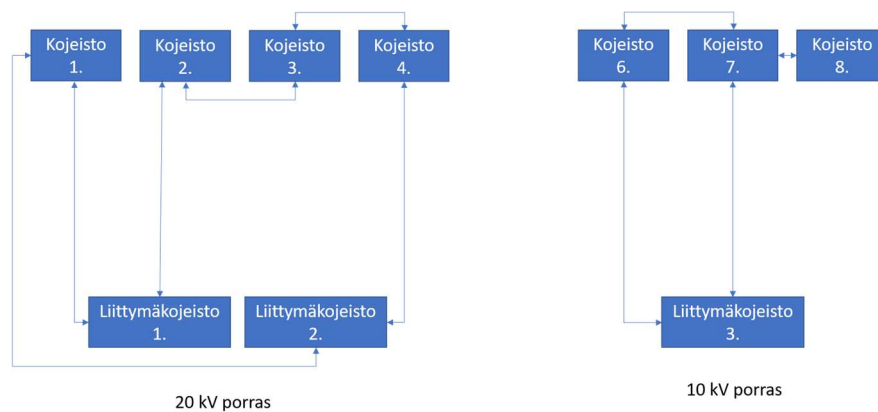 Kojeisto
1.
Kojeisto
2.
Kojeisto
3.
Kojeisto
4.
Kojeisto
6.
Kojeisto
7.
Kojeisto
8.
Liittymäkojeisto
1.
Liittymäkojeisto
2.
Liittymäkojeisto
3.
20 kV porras
10 kV porras